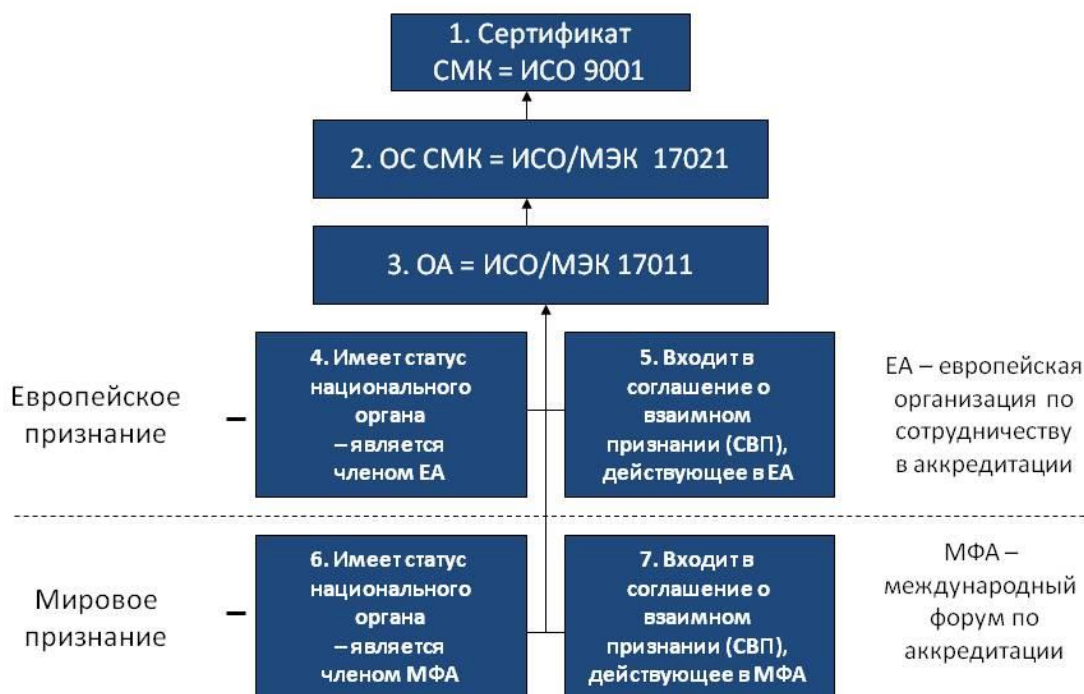 1. Сертификат
СМК = ИСО 9001
2. ОС СМК = ИСО/МЭК 17021
3. ОА = ИСО/МЭК 17011
Европейское
признание
–
4. Имеет статус
национального
органа
– является
членом ЕА
5. Входит в
соглашение о
взаимном
признании (СВП),
действующее в ЕА
ЕА – европейская
организация по
сотрудничеству
в аккредитации
Мировое
признание
–
6. Имеет статус
национального
органа
– является
членом МФА
7. Входит в
соглашение о
взаимном
признании (СВП),
действующее в МФА
МФА –
международный
форум по
аккредитации